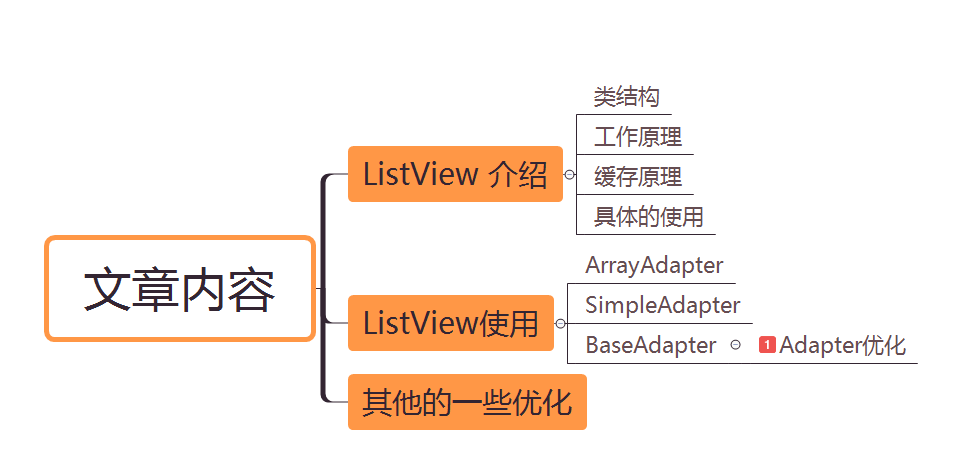 文章内容
ListView 介绍
类结构
工作原理
缓存原理
具体的使用
ListView使用
ArrayAdapter
SimpleAdapter
BaseAdapter
1 Adapter优化
其他的一些优化